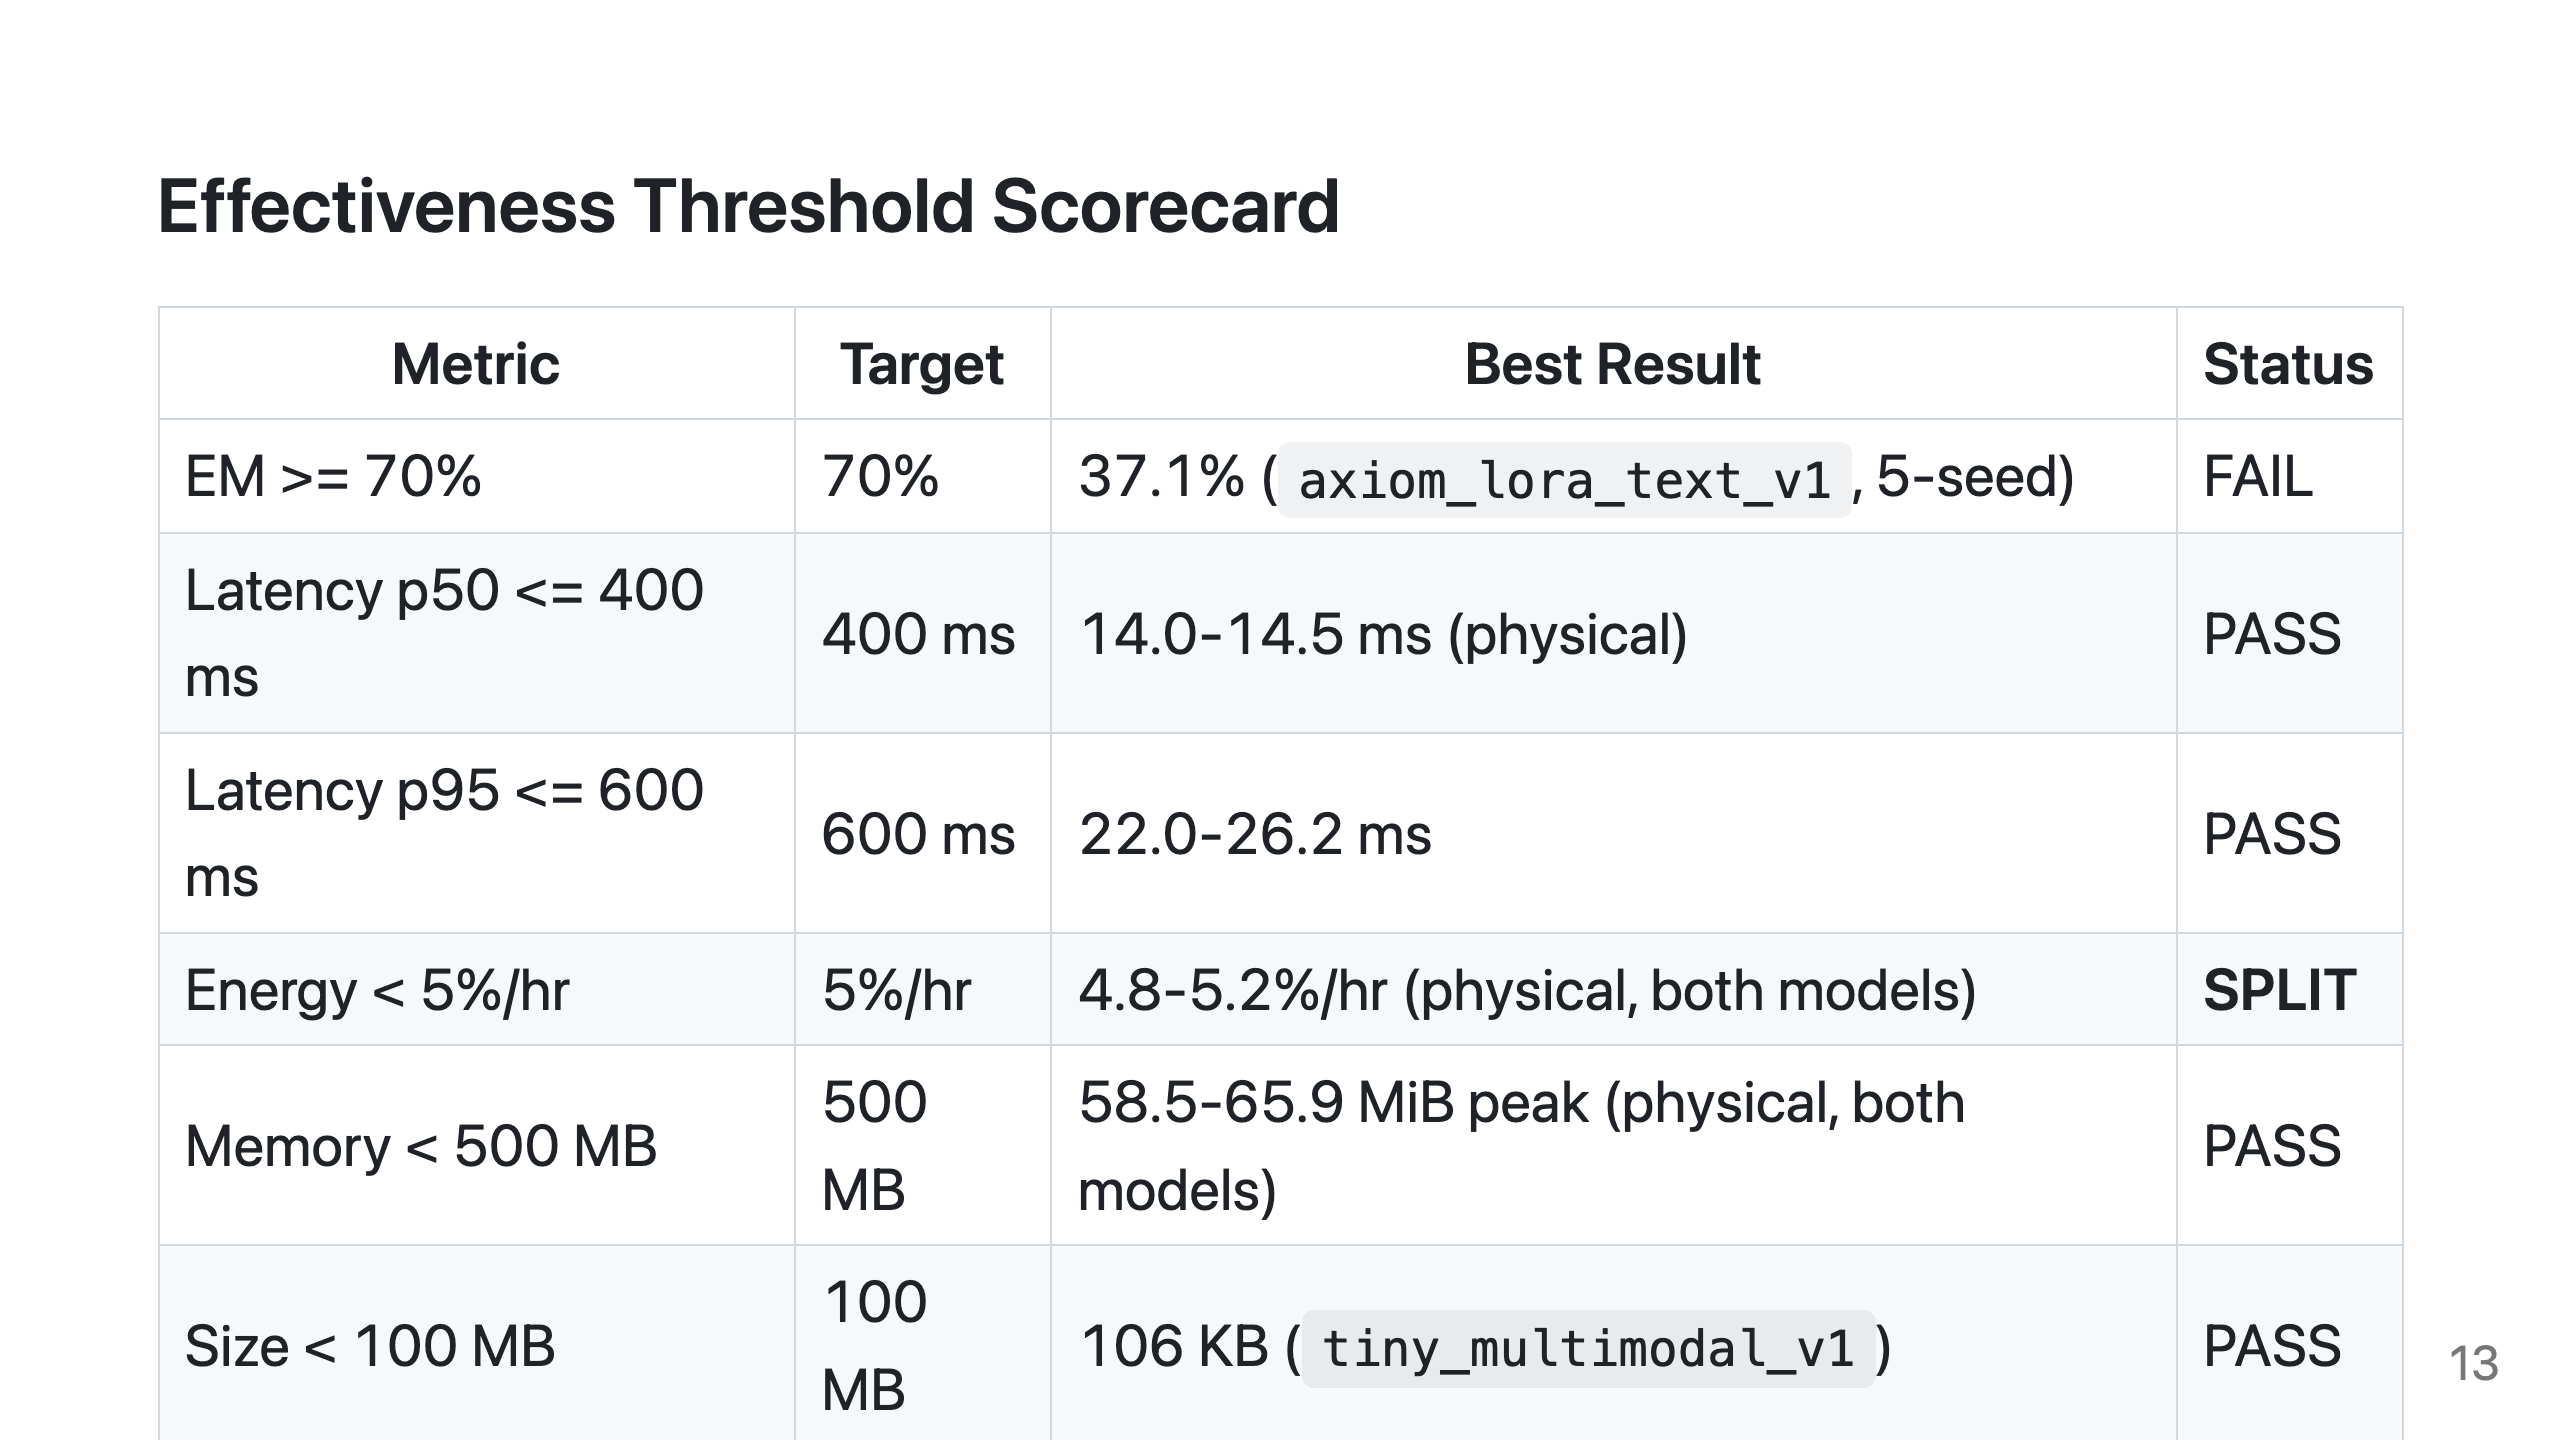 Effectiveness Threshold Scorecard
Metric Target Best Result Status
EM >= 70% 70% 37.1% (axiom_lora_text_v1, 5-seed) FAIL
Latency p50 <= 400
ms
400 ms 14.0-14.5 ms (physical) PASS
Latency p95 <= 600
ms
600 ms 22.0-26.2 ms PASS
Energy < 5%/hr 5%/hr 4.8-5.2%/hr (physical, both models) SPLIT
Memory < 500 MB
500
MB
58.5-65.9 MiB peak (physical, both
models)
PASS
Size < 100 MB
100
MB
106 KB (tiny_multimodal_v1) PASS
13